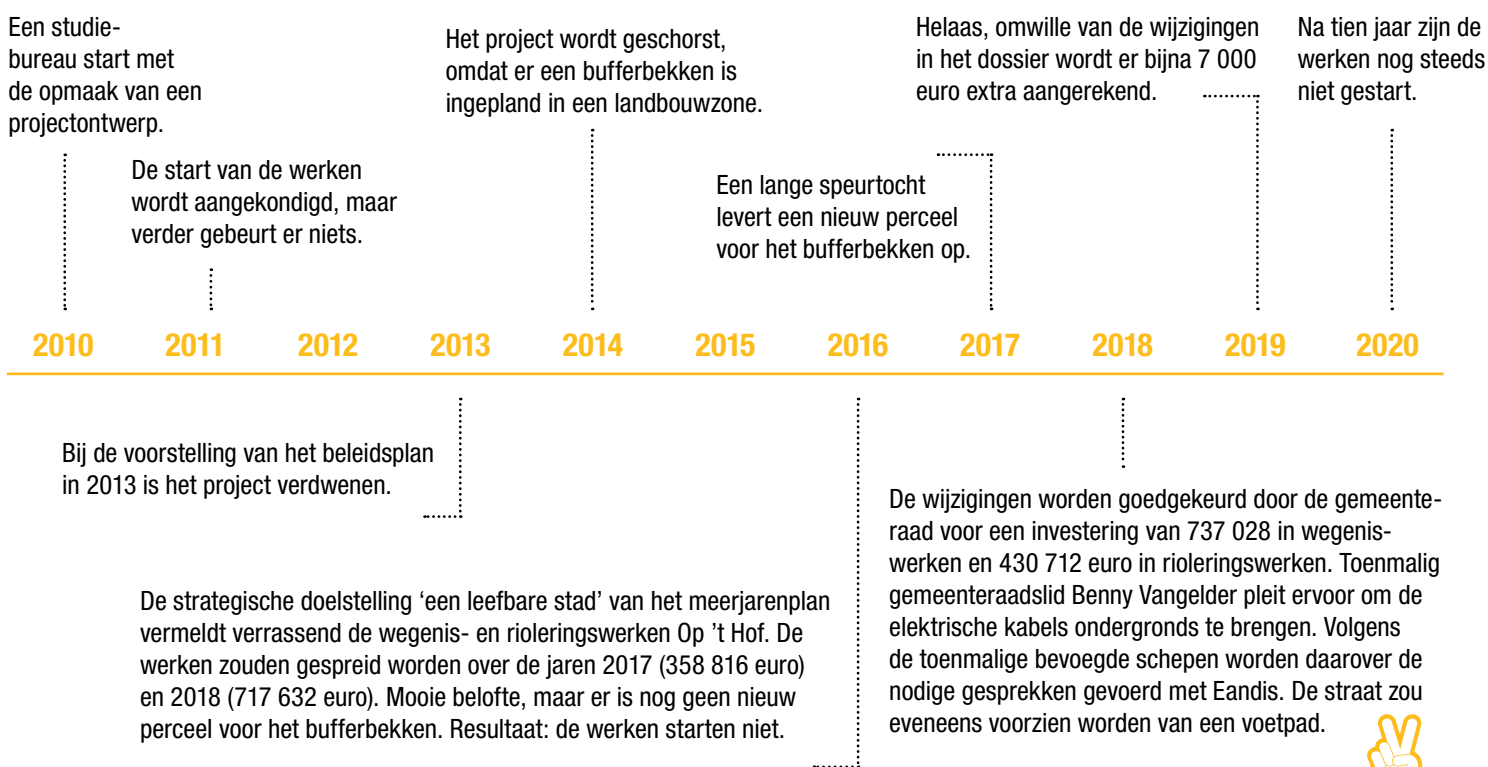 Een studie-
bureau start met
de opmaak van een
projectontwerp.
De start van de werken
wordt aangekondigd, maar
verder gebeurt er niets.
Het project wordt geschorst,
omdat er een bufferbekken is
ingepland in een landbouwzone.
Een lange speurtocht
levert een nieuw perceel
voor het bufferbekken op.
Helaas, omwille van de wijzigingen
in het dossier wordt er bijna 7 000
euro extra aangerekend.
Na tien jaar zijn de
werken nog steeds
niet gestart.
2010 2011 2012 2013 2014 2015 2016 2017 2018 2019 2020
Bij de voorstelling van het beleidsplan
in 2013 is het project verdwenen.
De strategische doelstelling ‘een leefbare stad’ van het meerjarenplan
vermeldt verrassend de wegenis- en rioleringswerken Op ’t Hof. De
werken zouden gespreid worden over de jaren 2017 (358 816 euro)
en 2018 (717 632 euro). Mooie belofte, maar er is nog geen nieuw
perceel voor het bufferbekken. Resultaat: de werken starten niet.
De wijzigingen worden goedgekeurd door de gemeente-
raad voor een investering van 737 028 in wegenis-
werken en 430 712 euro in rioleringswerken. Toenmalig
gemeenteraadslid Benny Vangelder pleit ervoor om de
elektrische kabels ondergronds te brengen. Volgens
de toenmalige bevoegde schepen worden daarover de
nodige gesprekken gevoerd met Eandis. De straat zou
eveneens voorzien worden van een voetpad.